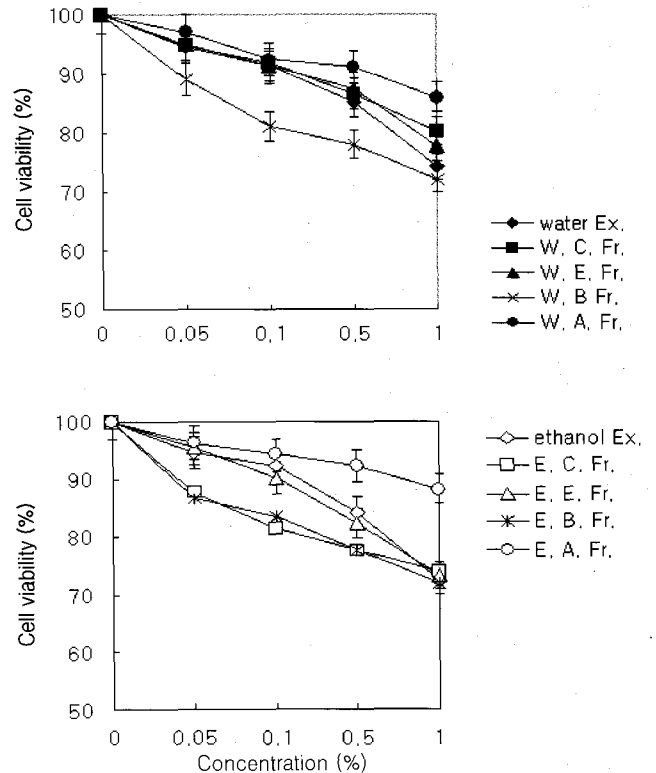 Cell viability (%)
100
90
80
70
60
50
0 0,05 0,1 0,5 1
water Ex,
W, C, Fr,
W, E, Fr,
W, B Fr,
W, A, Fr,
Cell viability (%)
100
90
80
70
60
50
0 0,05 0,1 0,5 1
Concentration (%)
ethanol Ex,
E, C, Fr,
E, E, Fr,
E, B, Fr,
E, A, Fr,